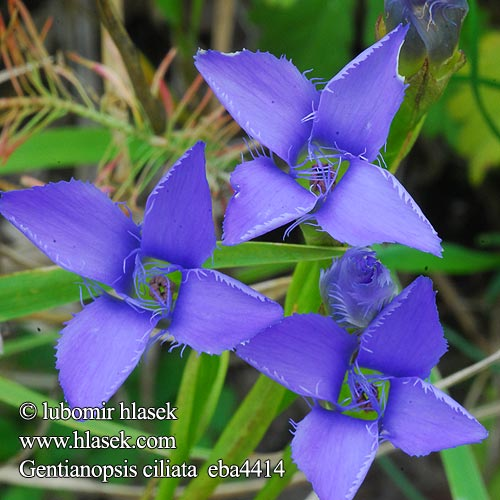 © lubomir hlasek
www.hlasek.com
Gentianopsis ciliata eba4414